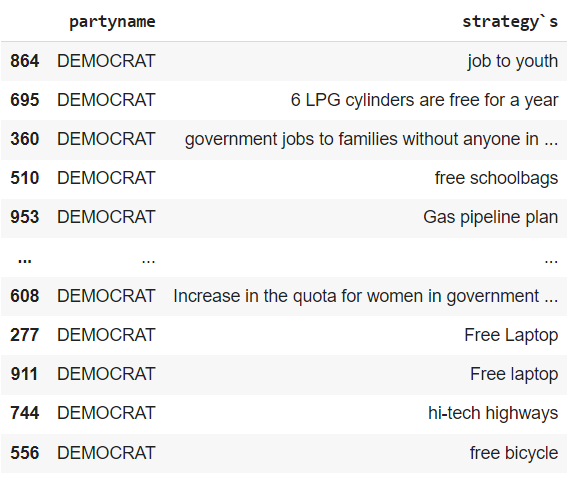 partyname strategy`s
864 DEMOCRAT job to youth
695 DEMOCRAT 6 LPG cylinders are free for a year
360 DEMOCRAT government jobs to families without anyone in ...
510 DEMOCRAT free schoolbags
953 DEMOCRAT Gas pipeline plan
... ... ...
608 DEMOCRAT Increase in the quota for women in government ...
277 DEMOCRAT Free Laptop
911 DEMOCRAT Free laptop
744 DEMOCRAT hi-tech highways
556 DEMOCRAT free bicycle